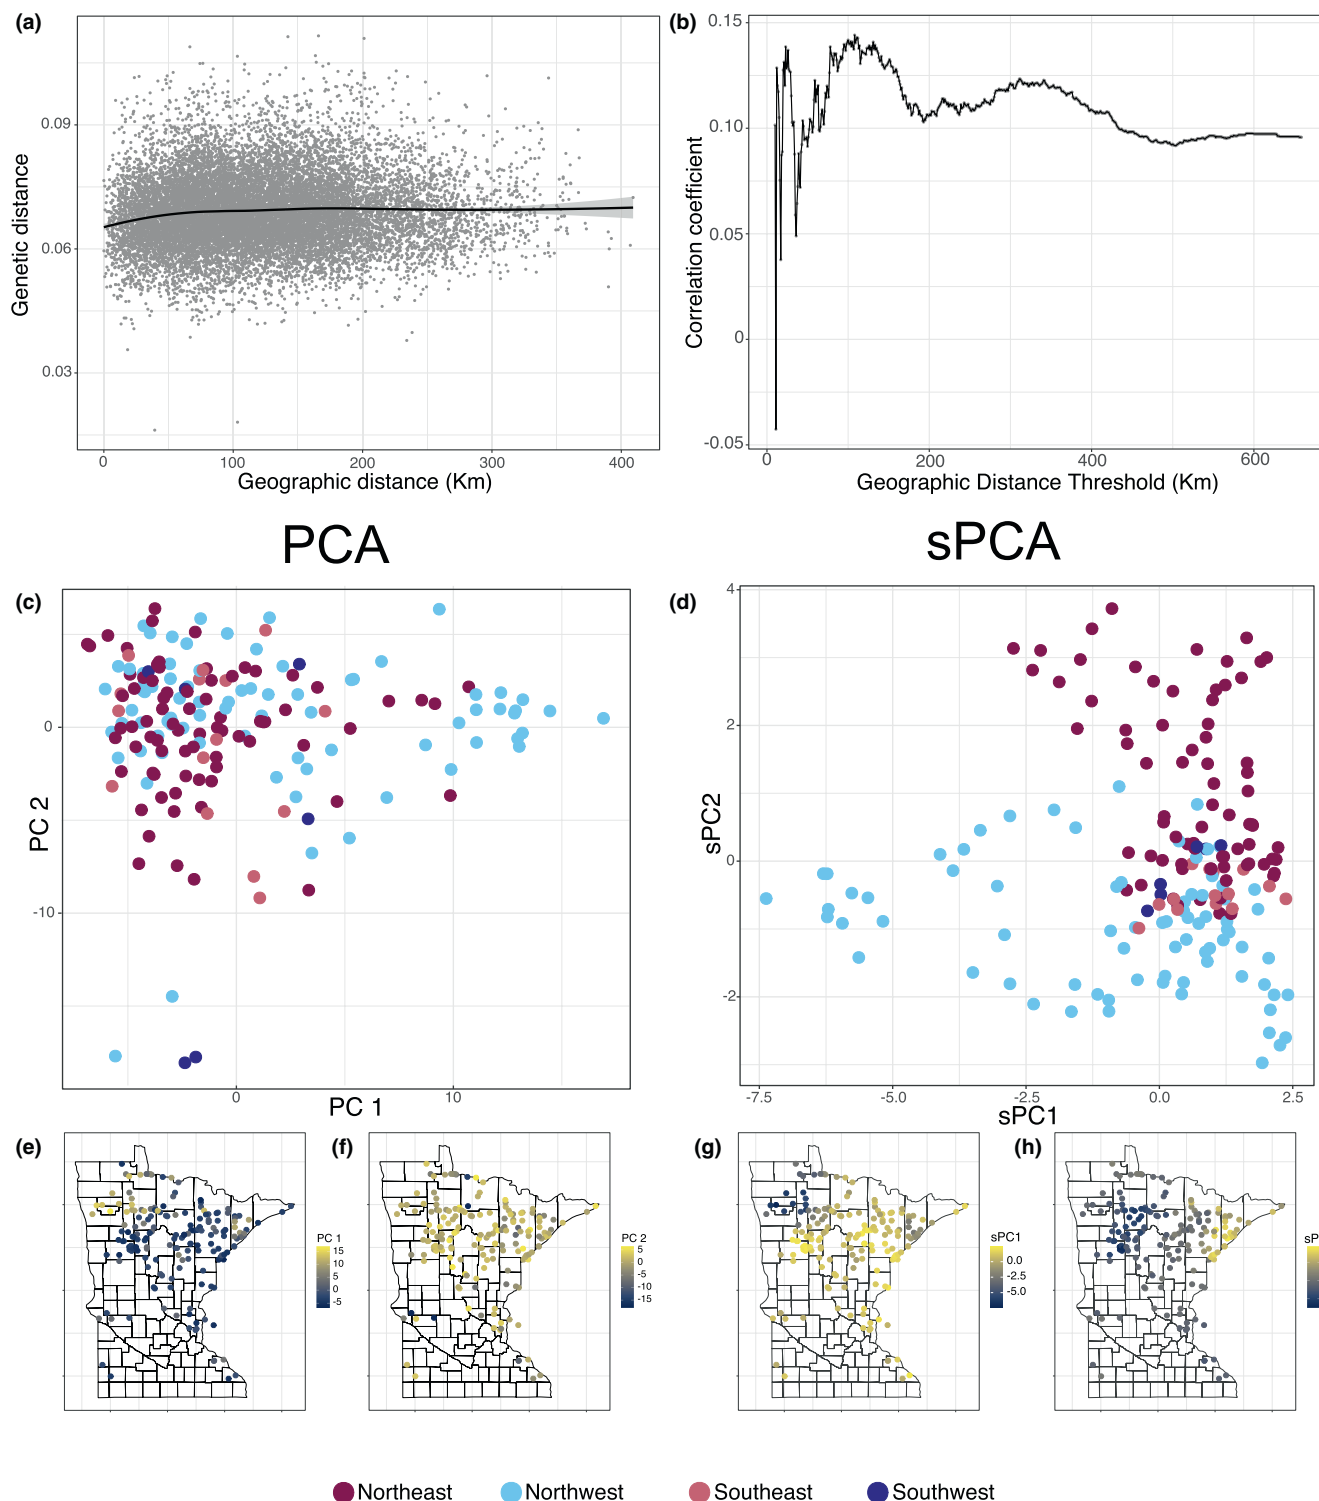 (a)
0.09
0.06
0.03
Genetic distance
0 100 200 300 400
Geographic distance (Km)
(b)
0.15
0.10
0.05
0
-0.05
Correlation coefficient
0 200 400 600
Geographic Distance Threshold (Km)
PCA
sPCA
(c)
0
-10
PC 2
0 10
PC 1
(d)
4
2
0
-2
sPC2
-7.5 -5.0 -2.5 0.0 2.5
sPC1
(e)
PC 1
15
10
5
0
-5
(f)
PC 2
5
0
-5
-10
-15
(g)
sPC1
0.0
-2.5
-5.0
(h)
sP
Northeast Northwest Southeast Southwest